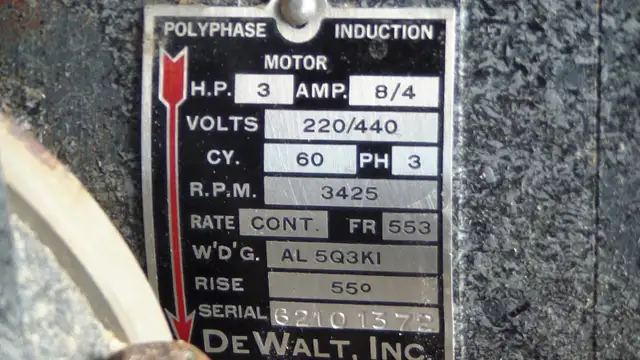 POLYPHASE INDUCTION
MOTOR
H.P. 3 AMP. 8/4
VOLTS 220/440
CY. 60 PH 3
R.P.M. 3425
RATE CONT. FR 553
W'D'G. AL 5Q3KI
RISE 55º
SERIAL 62101372
DEWALT, INC